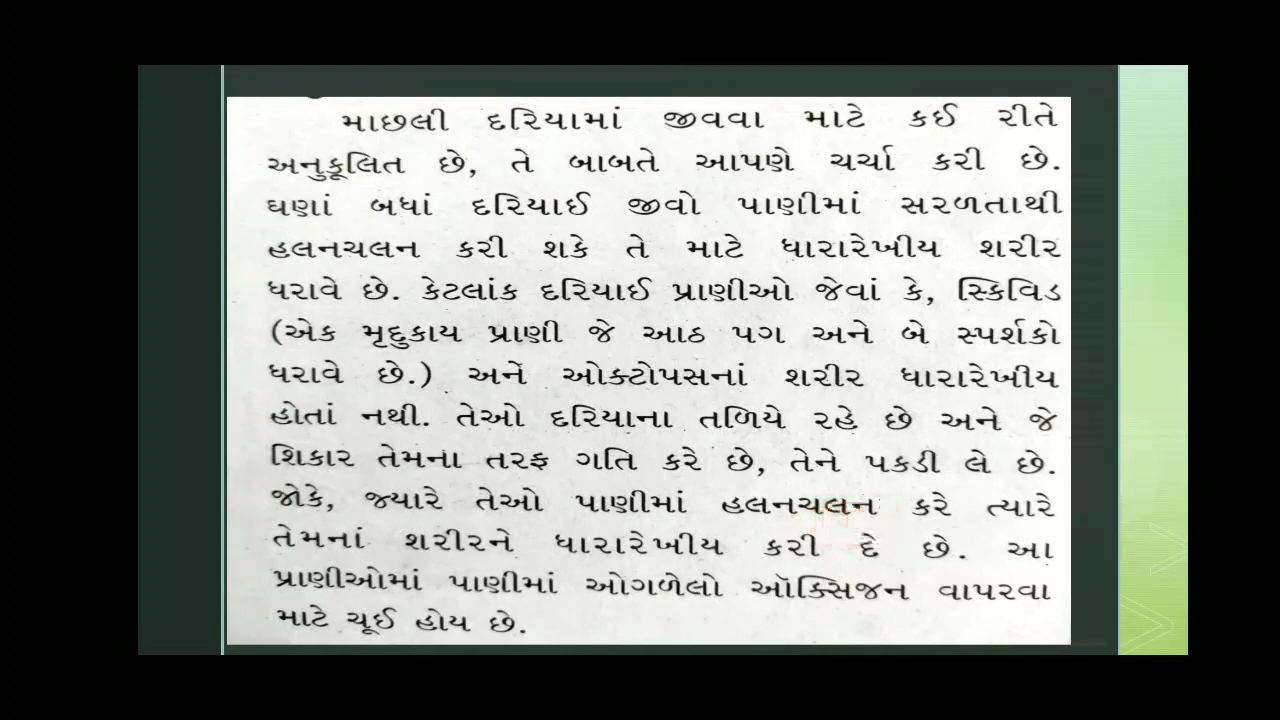 માછલી દરિયામાં જીવવા માટે કઈ રીતે
અનુકૂલિત છે, તે બાબતે આપણે ચર્ચા કરી છે.
ઘણાં બધાં દરિયાઈ જીવો પાણીમાં સરળતાથી
હલનચલન કરી શકે તે માટે ધારારેખીય શરીર
ધરાવે છે. કેટલાંક દરિયાઈ પ્રાણીઓ જેવાં કે, સ્ક્વિડ
(એક મૃદુકાય પ્રાણી જે આઠ પગ અને બે સ્પર્શકો
ધરાવે છે.) અને ઓક્ટોપસનાં શરીર ધારારેખીય
હોતાં નથી. તેઓ દરિયાના તળિયે રહે છે અને જે
શિકાર તેમના તરફ ગતિ કરે છે, તેને પકડી લે છે.
જોકે, જ્યારે તેઓ પાણીમાં હલનચલન કરે ત્યારે
તેમનાં શરીરને ધારારેખીય કરી દે છે. આ
પ્રાણીઓમાં પાણીમાં ઓગળેલો ઑક્સિજન વાપરવા
માટે ચૂઈ હોય છે.